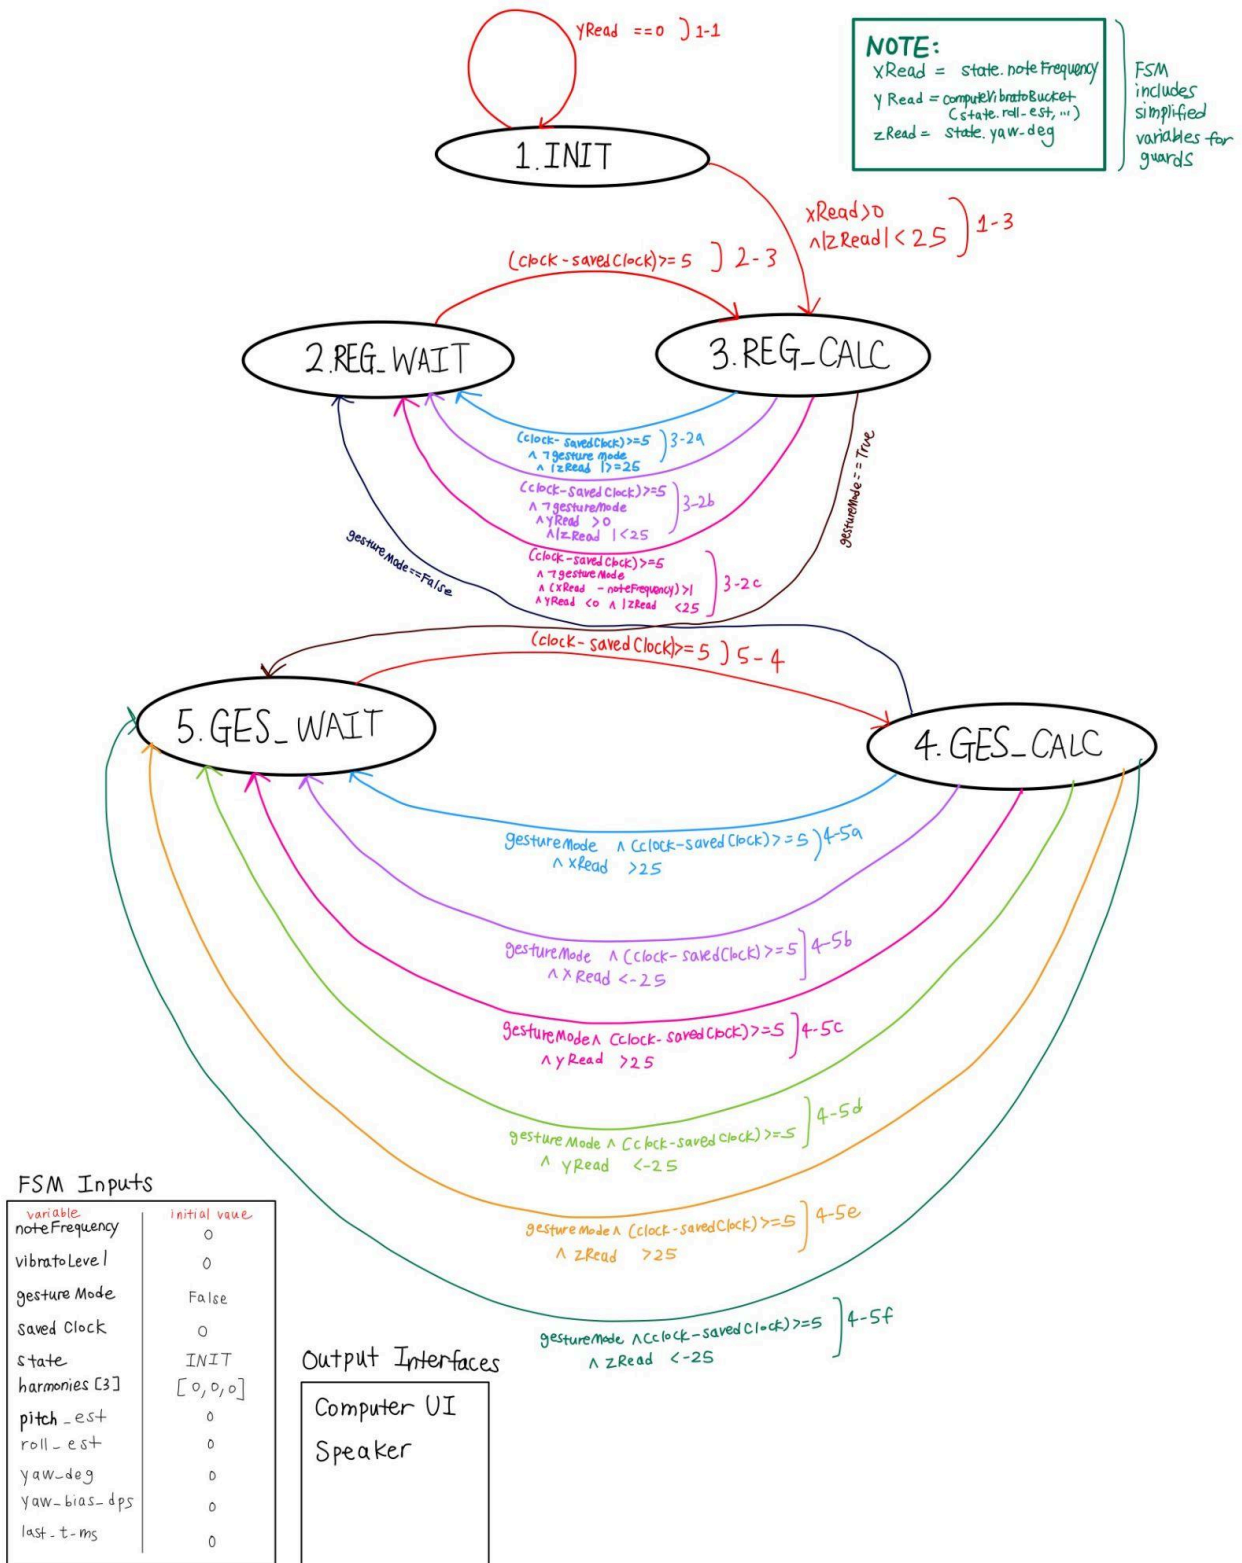 yRead ==0 ) 1-1
1. INIT
NOTE:
xRead = state.noteFrequency
yRead = computeVibratoBucket
(state.roll_est, ...)
zRead = state.yaw-deg
FSM
includes
simplified
variables for
guards
xRead>0
∧|zRead|<25 ) 1-3
(clock-savedClock)>=5 ] 2-3
2.REG_WAIT
3.REG_CALC
(clock-savedClock)>=5
∧ ¬gestureMode
∧ |zRead|>=25
) 3-2a
(clock-savedClock)>=5
∧ ¬gestureMode
∧ yRead >0
∧|zRead|<25
) 3-2b
(clock-savedClock)>=5
∧ ¬gestureMode
∧ (xRead -noteFrequency)>1
∧ yRead <0 ∧ |zRead <25
) 3-2c
gestureMode==True
gestureMode==False
(clock-savedClock)>=5 ) 5-4
5.GES_WAIT
4.GES_CALC
gestureMode ∧ (clock-savedClock)>=5 ) 4-5a
∧ xRead >25
gestureMode ∧ (clock-savedClock)>=5 ] 4-5b
∧ xRead <-25
gestureMode ∧ (clock-savedClock)>=5 ] 4-5c
∧ yRead >25
gestureMode ∧ (clock-savedClock)>=5 ] 4-5d
∧ yRead <-25
gestureMode ∧ (clock-savedClock)>=5 ] 4-5e
∧ zRead >25
gestureMode ∧ (clock-savedClock)>=5 ] 4-5f
∧ zRead <-25
FSM Inputs
variable initial vaue
noteFrequency 0
vibratoLevel 0
gesture Mode False
saved Clock 0
state INIT
harmonies [3] [0,0,0]
pitch_est 0
roll_est 0
yaw_deg 0
yaw_bias_dps 0
last_t-ms 0
Output Interfaces
Computer UI
Speaker